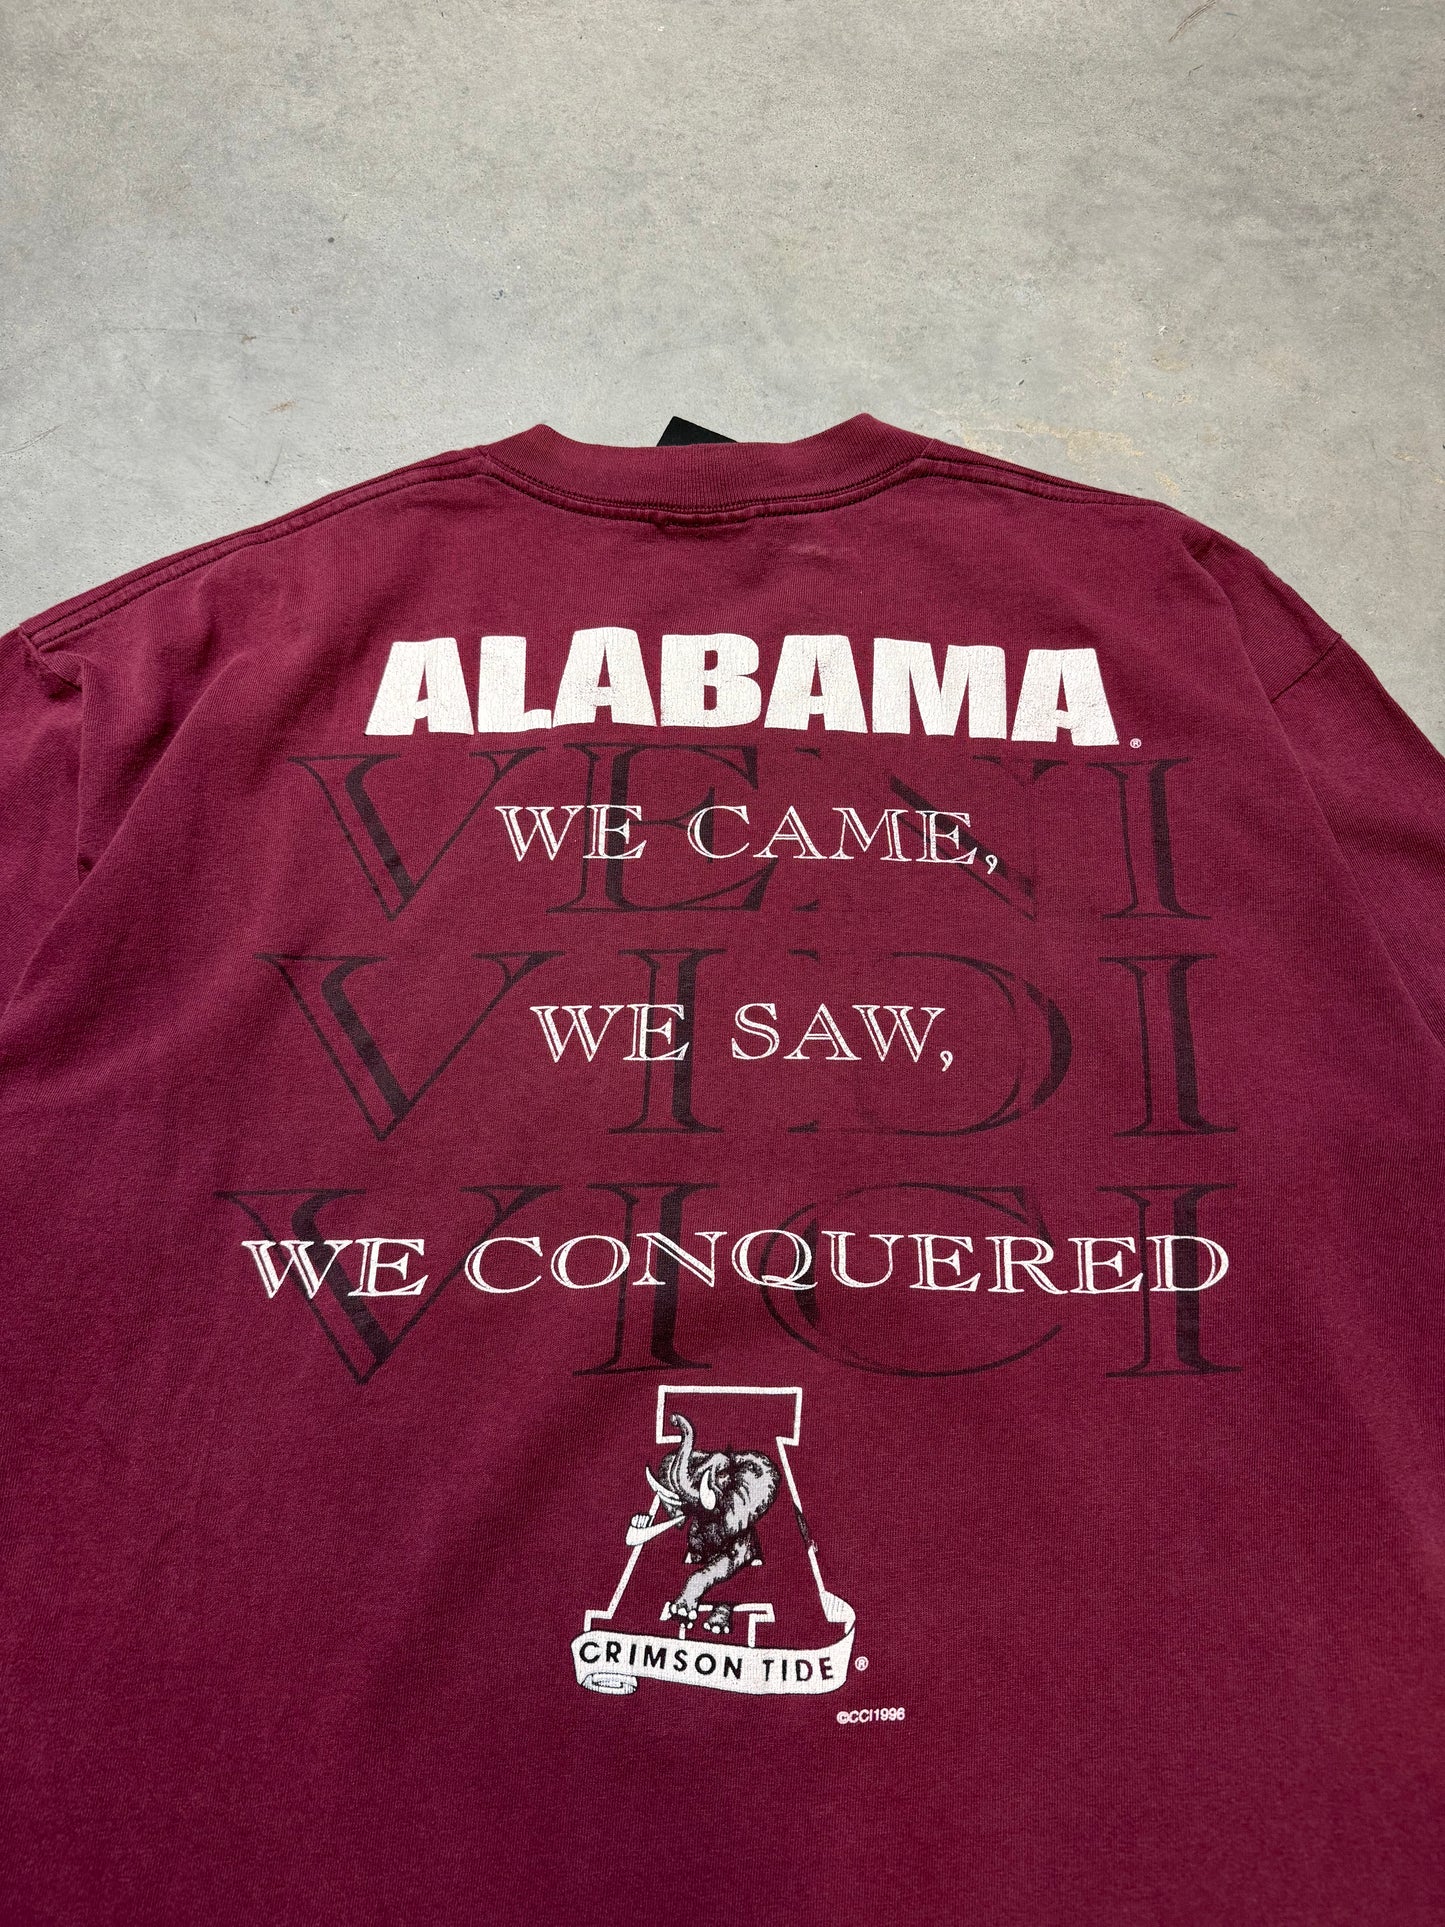 ALABAMA®
VENI
WE CAME,
VIDI
WE SAW,
VICI
WE CONQUERED
CRIMSON TIDE ®
©CCI1996